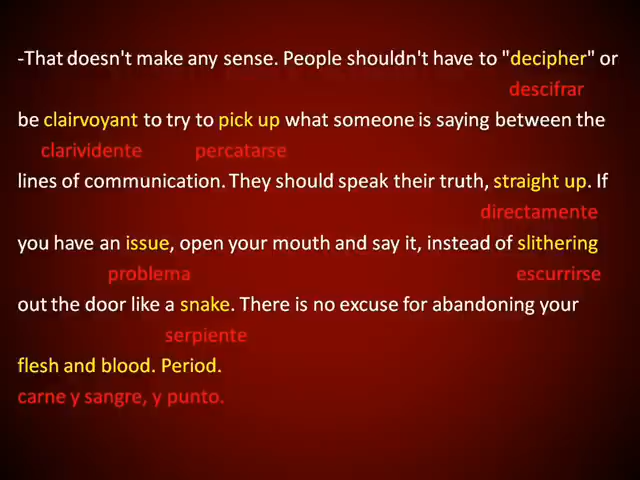 -That doesn't make any sense. People shouldn't have to "decipher" or
descifrar
be clairvoyant to try to pick up what someone is saying between the
clarividente percatarse
lines of communication. They should speak their truth, straight up. If
directamente
you have an issue, open your mouth and say it, instead of slithering
problema escurrirse
out the door like a snake. There is no excuse for abandoning your
serpiente
flesh and blood. Period.
carne y sangre, y punto.